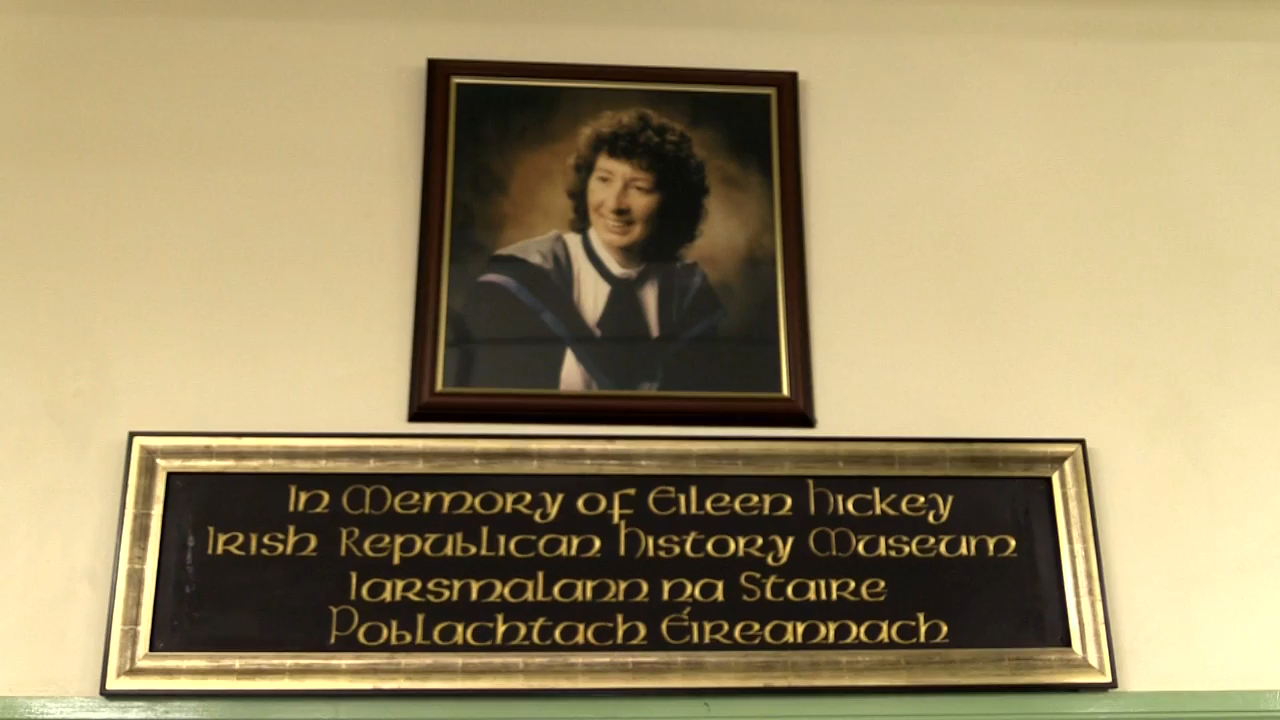 In Memory of Eileen Hickey
Irish Republican History Museum
Iarsmalann na Staire
Poblachtach Éireannach